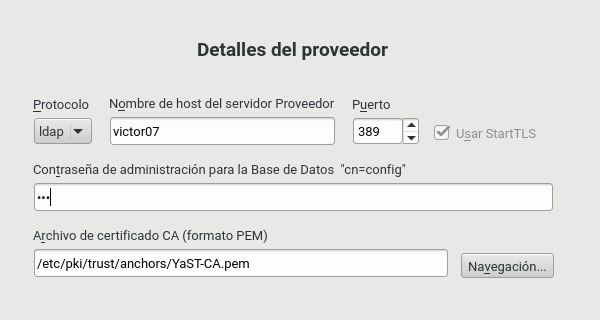 Detalles del proveedor
Protocolo Nombre de host del servidor Proveedor Puerto
ldap victor07 389 Usar StartTLS
Contraseña de administración para la Base de Datos "cn=config"
•••
Archivo de certificado CA (formato PEM)
/etc/pki/trust/anchors/YaST-CA.pem Navegación...